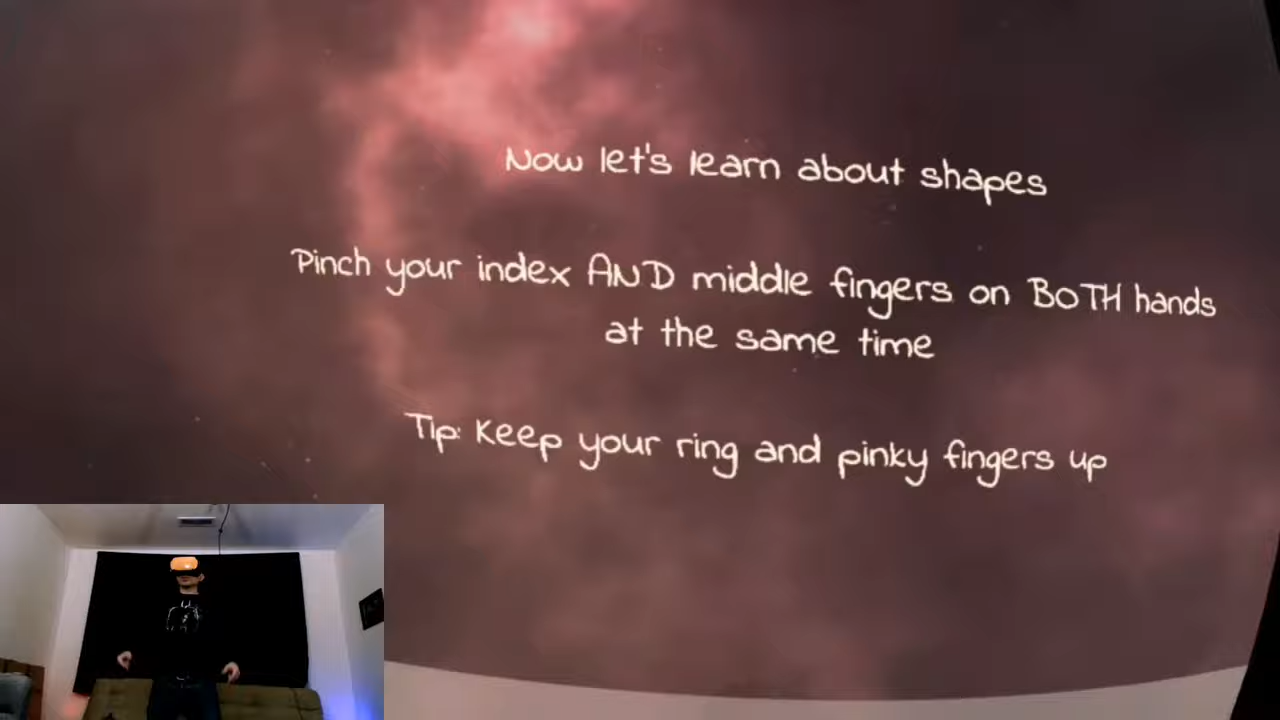 Now let's learn about shapes
Pinch your index AND middle fingers on BOTH hands
at the same time
Tip: Keep your ring and pinky fingers up